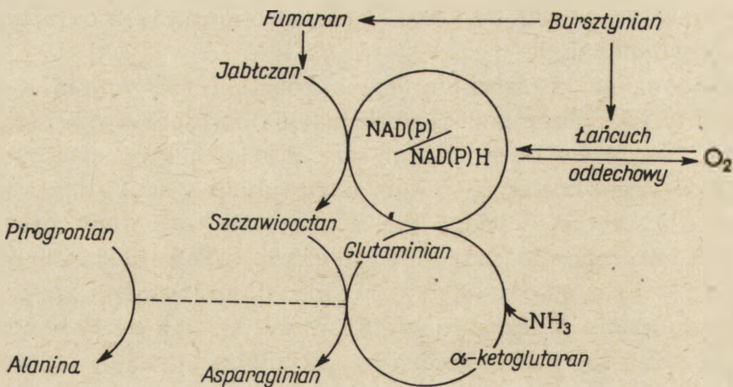 Fumaran
Bursztynian
Jabłczan
NAD(P)
NAD(P)H
Łańcuch
oddechowy
O₂
Pirogronian
Szczawiooctan
Glutaminian
NH₃
α-ketoglutaran
Alanina
Asparaginian